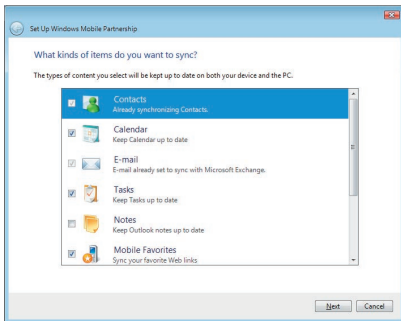 Set Up Windows Mobile Partnership
What kinds of items do you want to sync?
The types of content you select will be kept up to date on both your device and the PC.
Contacts
Already synchronizing Contacts.
Calendar
Keep Calendar up to date
E-mail
E-mail already set to sync with Microsoft Exchange.
Tasks
Keep Tasks up to date
Notes
Keep Outlook notes up to date
Mobile Favorites
Sync your favorite Web links
Next Cancel